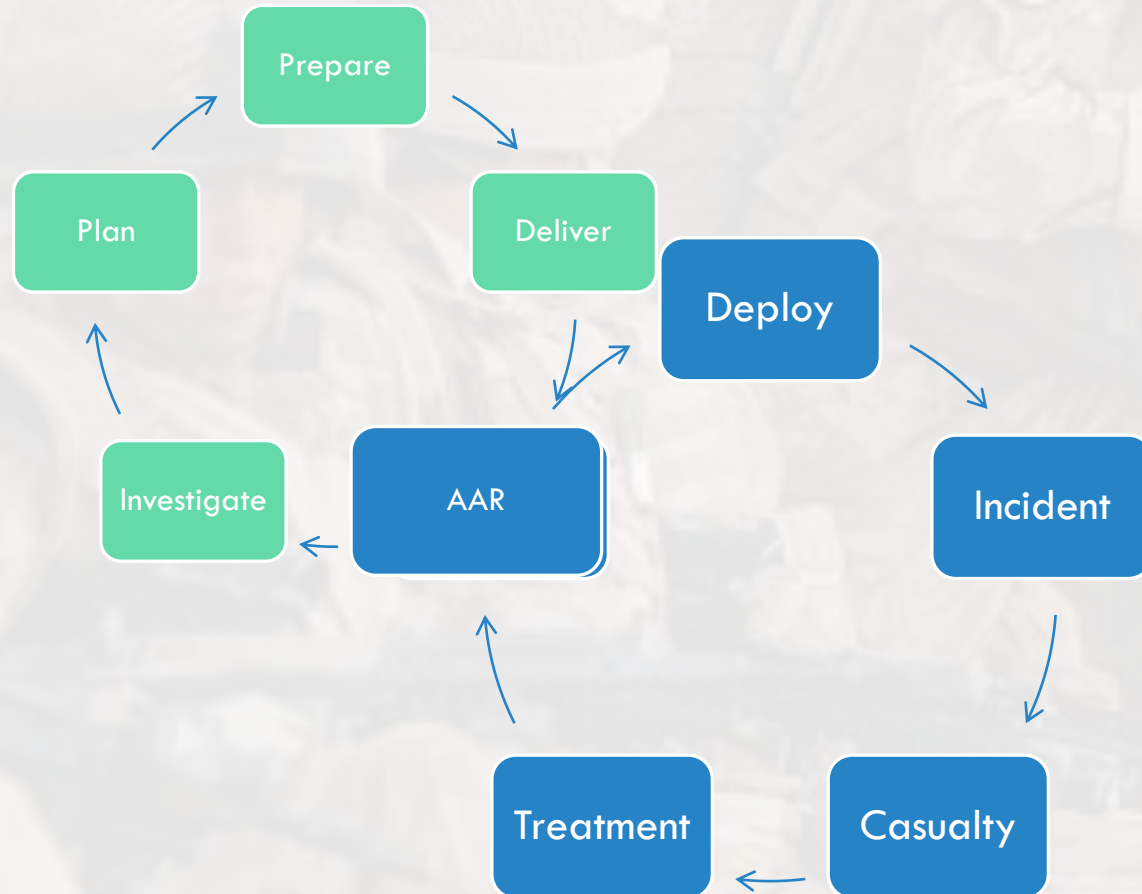 Prepare
Plan
Deliver
Deploy
Investigate
AAR
Incident
Treatment
Casualty